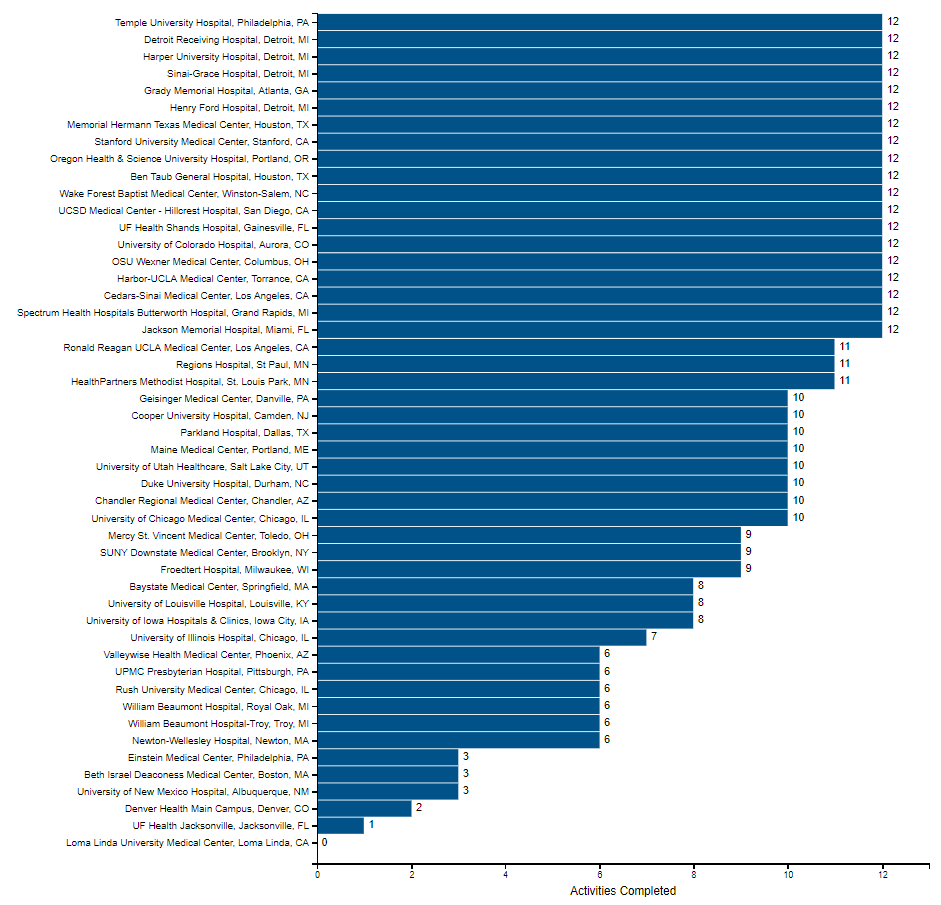 Temple University Hospital, Philadelphia, PA 12
Detroit Receiving Hospital, Detroit, MI 12
Harper University Hospital, Detroit, MI 12
Sinai-Grace Hospital, Detroit, MI 12
Grady Memorial Hospital, Atlanta, GA 12
Henry Ford Hospital, Detroit, MI 12
Memorial Hermann Texas Medical Center, Houston, TX 12
Stanford University Medical Center, Stanford, CA 12
Oregon Health & Science University Hospital, Portland, OR 12
Ben Taub General Hospital, Houston, TX 12
Wake Forest Baptist Medical Center, Winston-Salem, NC 12
UCSD Medical Center - Hillcrest Hospital, San Diego, CA 12
UF Health Shands Hospital, Gainesville, FL 12
University of Colorado Hospital, Aurora, CO 12
OSU Wexner Medical Center, Columbus, OH 12
Harbor-UCLA Medical Center, Torrance, CA 12
Cedars-Sinai Medical Center, Los Angeles, CA 12
Spectrum Health Hospitals Butterworth Hospital, Grand Rapids, MI 12
Jackson Memorial Hospital, Miami, FL 12
Ronald Reagan UCLA Medical Center, Los Angeles, CA 11
Regions Hospital, St Paul, MN 11
HealthPartners Methodist Hospital, St. Louis Park, MN 11
Geisinger Medical Center, Danville, PA 10
Cooper University Hospital, Camden, NJ 10
Parkland Hospital, Dallas, TX 10
Maine Medical Center, Portland, ME 10
University of Utah Healthcare, Salt Lake City, UT 10
Duke University Hospital, Durham, NC 10
Chandler Regional Medical Center, Chandler, AZ 10
University of Chicago Medical Center, Chicago, IL 10
Mercy St. Vincent Medical Center, Toledo, OH 9
SUNY Downstate Medical Center, Brooklyn, NY 9
Froedtert Hospital, Milwaukee, WI 9
Baystate Medical Center, Springfield, MA 8
University of Louisville Hospital, Louisville, KY 8
University of Iowa Hospitals & Clinics, Iowa City, IA 8
University of Illinois Hospital, Chicago, IL 7
Valleywise Health Medical Center, Phoenix, AZ 6
UPMC Presbyterian Hospital, Pittsburgh, PA 6
Rush University Medical Center, Chicago, IL 6
William Beaumont Hospital, Royal Oak, MI 6
William Beaumont Hospital-Troy, Troy, MI 6
Newton-Wellesley Hospital, Newton, MA 6
Einstein Medical Center, Philadelphia, PA 3
Beth Israel Deaconess Medical Center, Boston, MA 3
University of New Mexico Hospital, Albuquerque, NM 3
Denver Health Main Campus, Denver, CO 2
UF Health Jacksonville, Jacksonville, FL 1
Loma Linda University Medical Center, Loma Linda, CA 0
0 2 4 6 8 10 12
Activities Completed